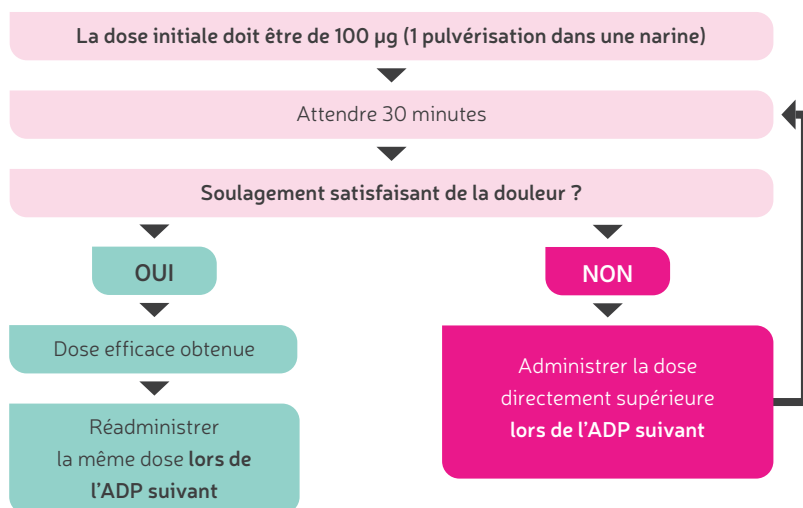 La dose initiale doit être de 100 µg (1 pulvérisation dans une narine)
Attendre 30 minutes
Soulagement satisfaisant de la douleur ?
OUI
NON
Dose efficace obtenue
Réadministrer
la même dose lors de
l’ADP suivant
Administrer la dose
directement supérieure
lors de l’ADP suivant